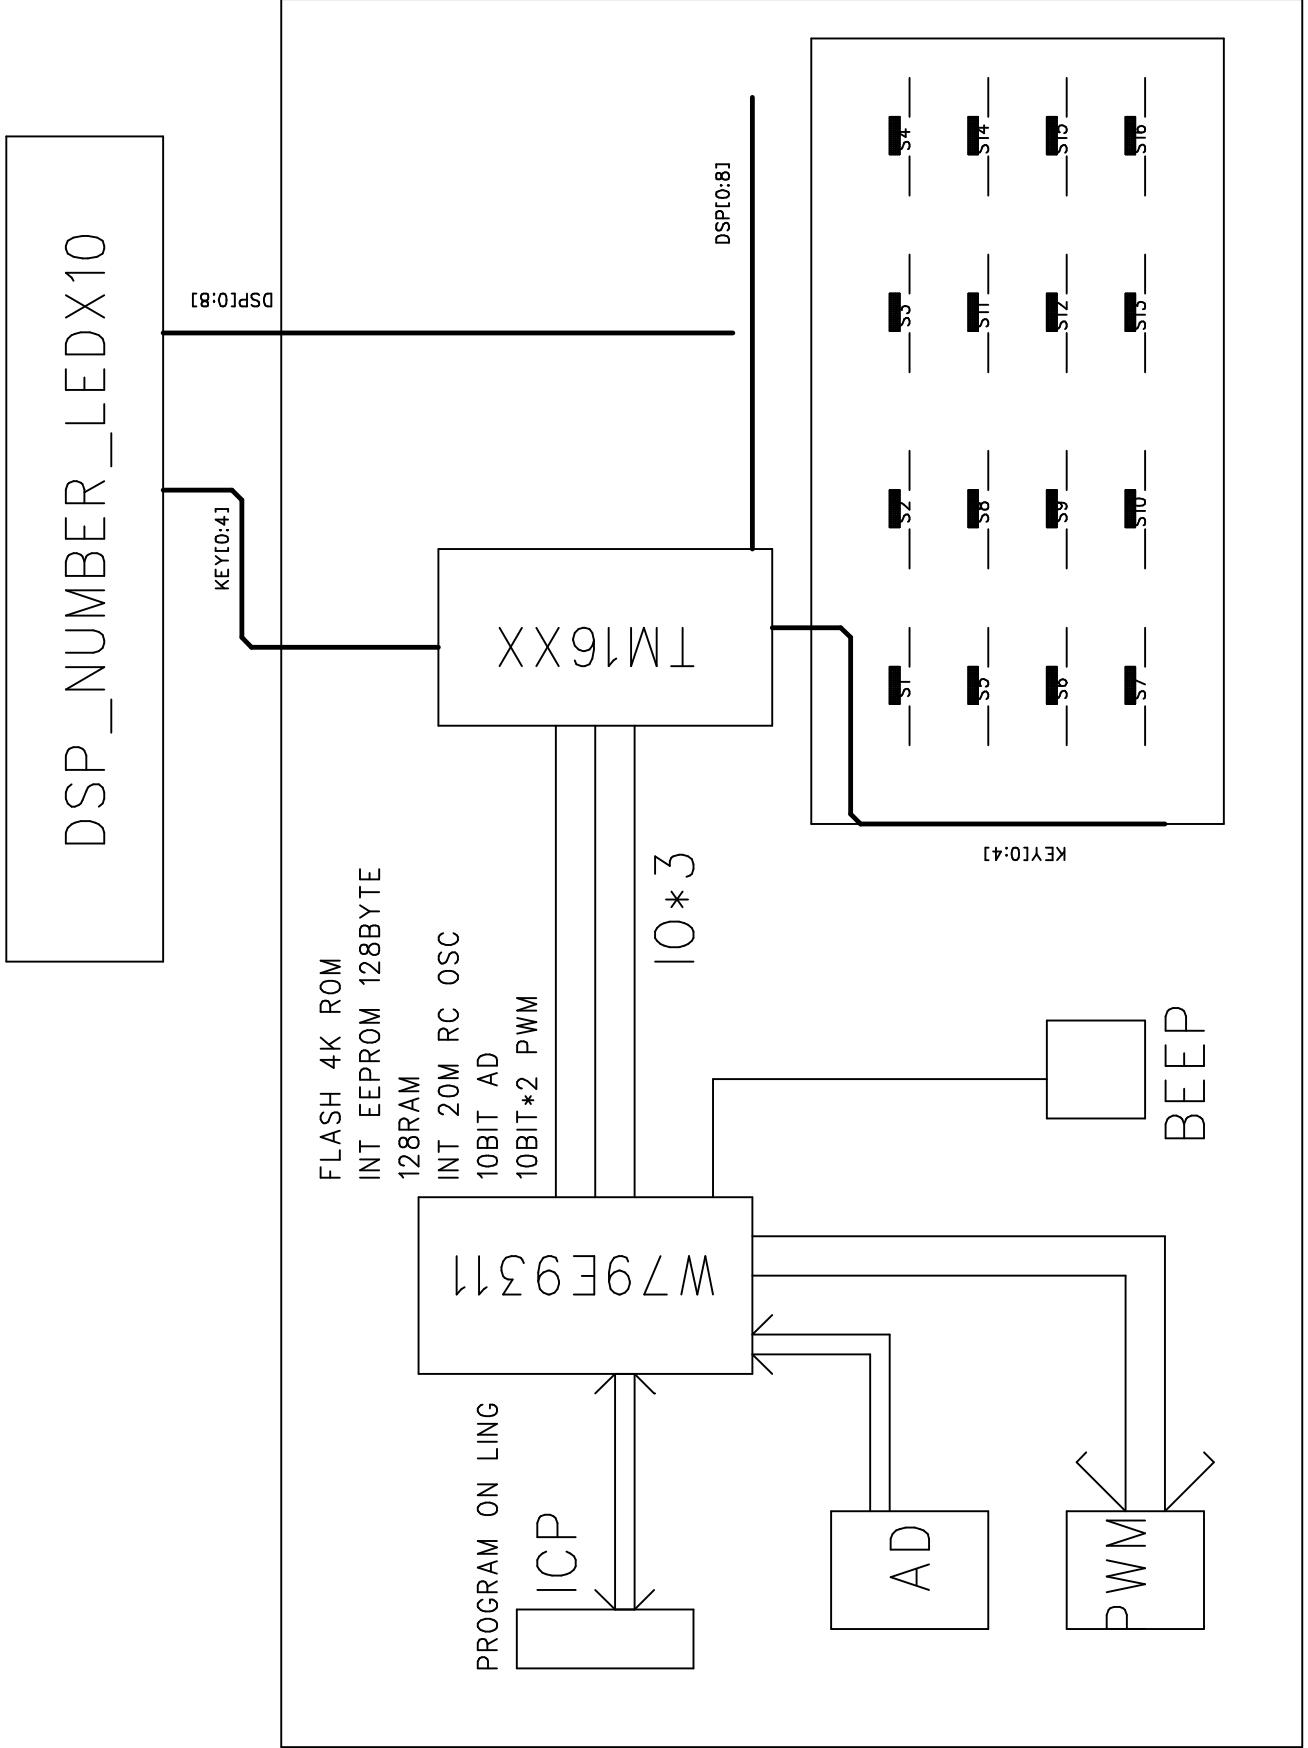 DSP_NUMBER_LEDX10
DSP[0:8]
KEY[0:4]
DSP[0:8]
TM16XX
S4
S14
S15
S16
S3
S11
S12
S13
S2
S8
S9
S10
S1
S5
S6
S7
KEY[0:4]
IO*3
FLASH 4K ROM
INT EEPROM 128BYTE
128RAM
INT 20M RC OSC
10BIT AD
10BIT*2 PWM
W79E9311
BEEP
PROGRAM ON LING
ICP
AD
PWM